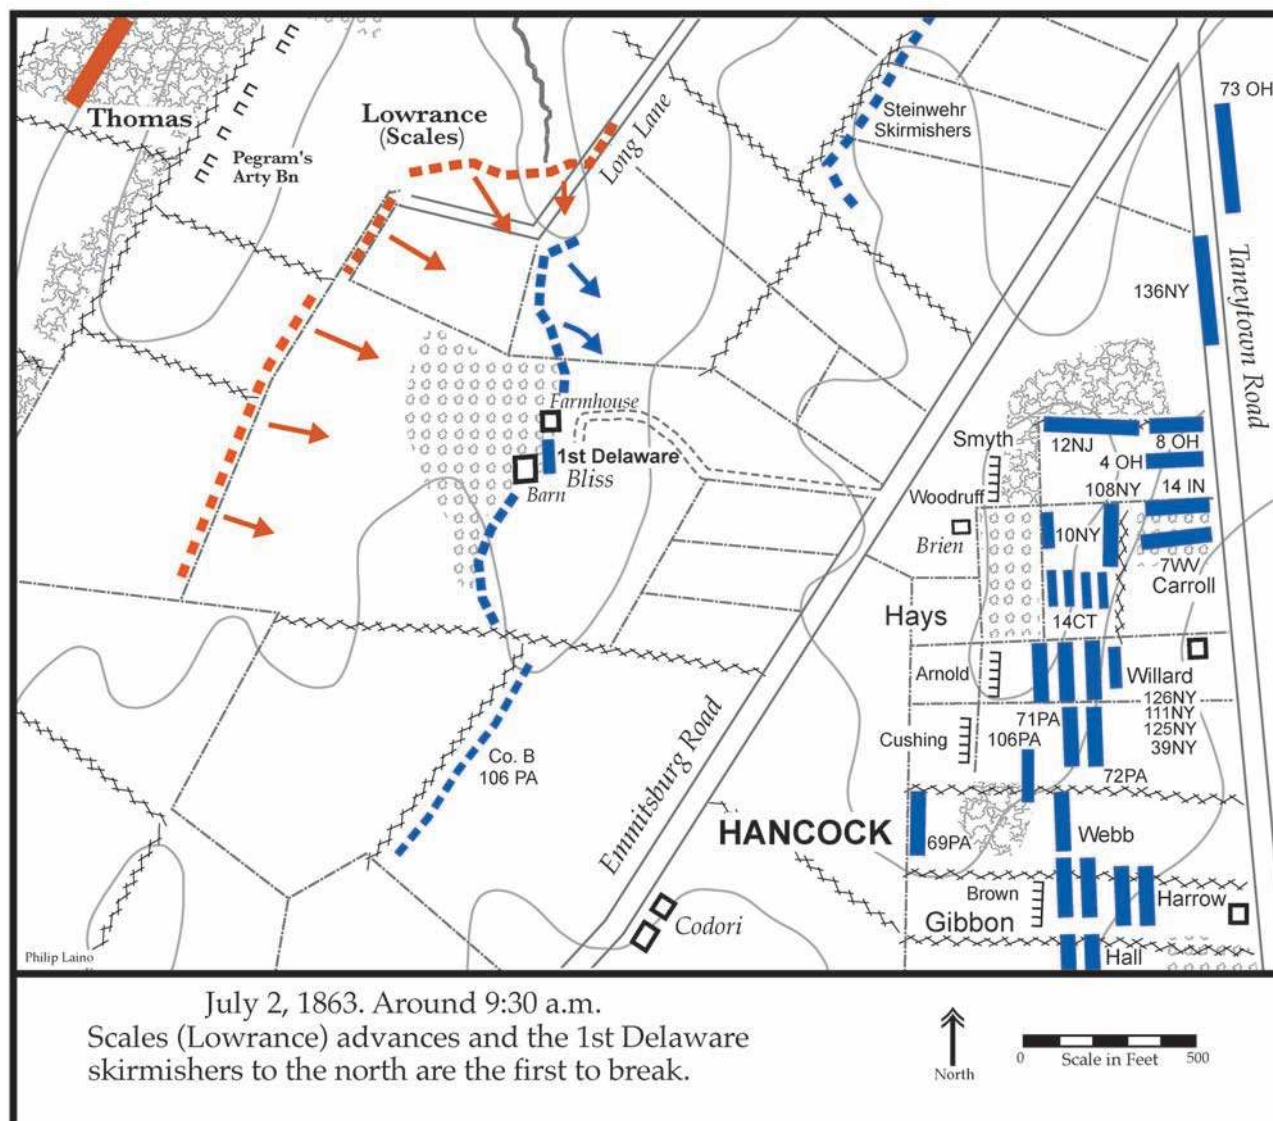 73 OH
Lowrance
(Scales)
Long Lane
Steinwehr
Skirmishers
Thomas
Pegram's
Arty Bn
136NY
Taneytown Road
Farmhouse
1st Delaware
Bliss
Barn
Smyth
12NJ
8 OH
4 OH
Woodruff
108NY
14 IN
Brien
10NY
7WV
Carroll
Hays
14CT
Arnold
Willard
126NY
111NY
125NY
39NY
71PA
106PA
Cushing
72PA
Co. B
106 PA
Emmitsburg Road
HANCOCK
69PA
Webb
Brown
Harrow
Gibbon
Codori
Hall
Philip Laino
July 2, 1863. Around 9:30 a.m.
Scales (Lowrance) advances and the 1st Delaware
skirmishers to the north are the first to break.
North
0 Scale in Feet 500